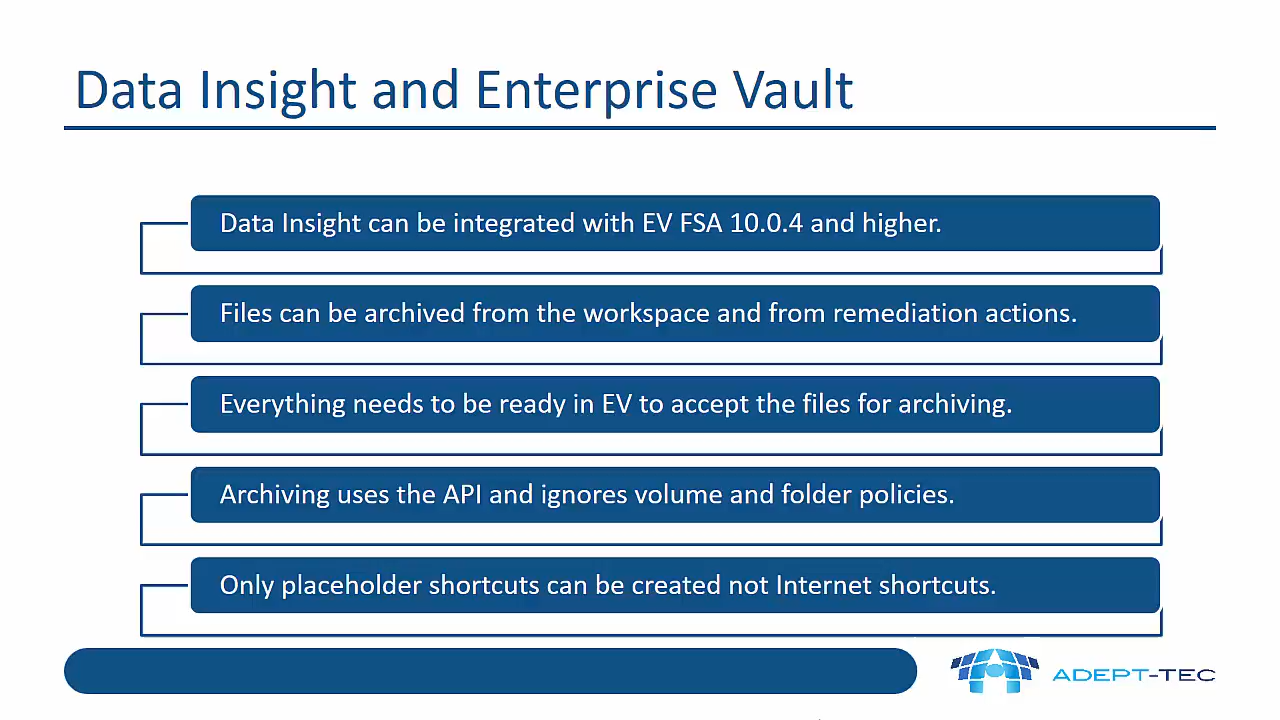 Data Insight and Enterprise Vault
Data Insight can be integrated with EV FSA 10.0.4 and higher.
Files can be archived from the workspace and from remediation actions.
Everything needs to be ready in EV to accept the files for archiving.
Archiving uses the API and ignores volume and folder policies.
Only placeholder shortcuts can be created not Internet shortcuts.
ADEPT-TEC